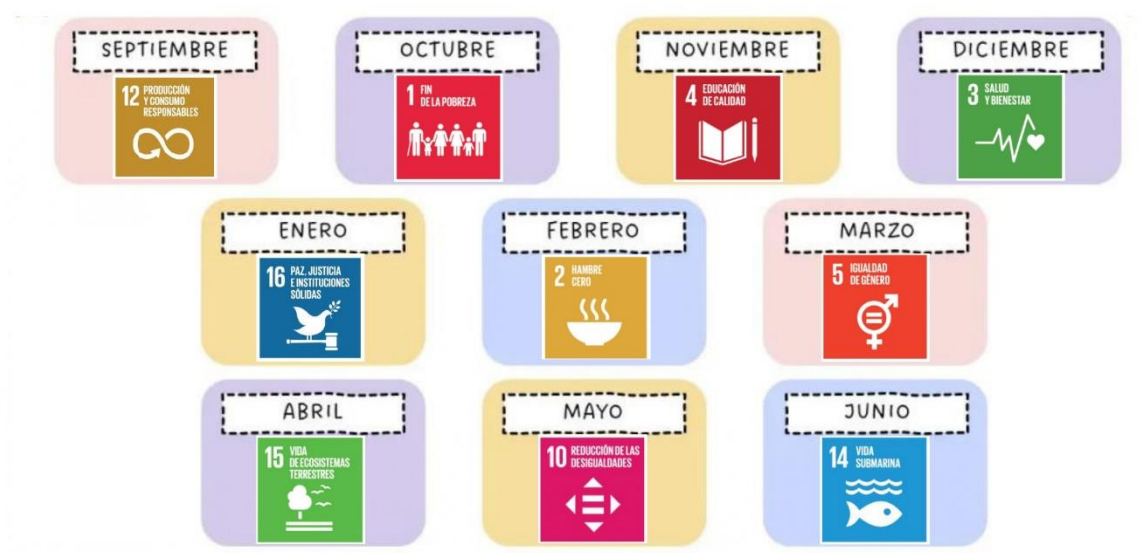 SEPTIEMBRE
12 PRODUCCIÓN
Y CONSUMO
RESPONSABLES
OCTUBRE
1 FIN
DE LA POBREZA
NOVIEMBRE
4 EDUCACIÓN
DE CALIDAD
DICIEMBRE
3 SALUD
Y BIENESTAR
ENERO
16 PAZ, JUSTICIA
E INSTITUCIONES
SÓLIDAS
FEBRERO
2 HAMBRE
CERO
MARZO
5 IGUALDAD
DE GÉNERO
ABRIL
15 VIDA
DE ECOSISTEMAS
TERRESTRES
MAYO
10 REDUCCIÓN DE LAS
DESIGUALDADES
JUNIO
14 VIDA
SUBMARINA